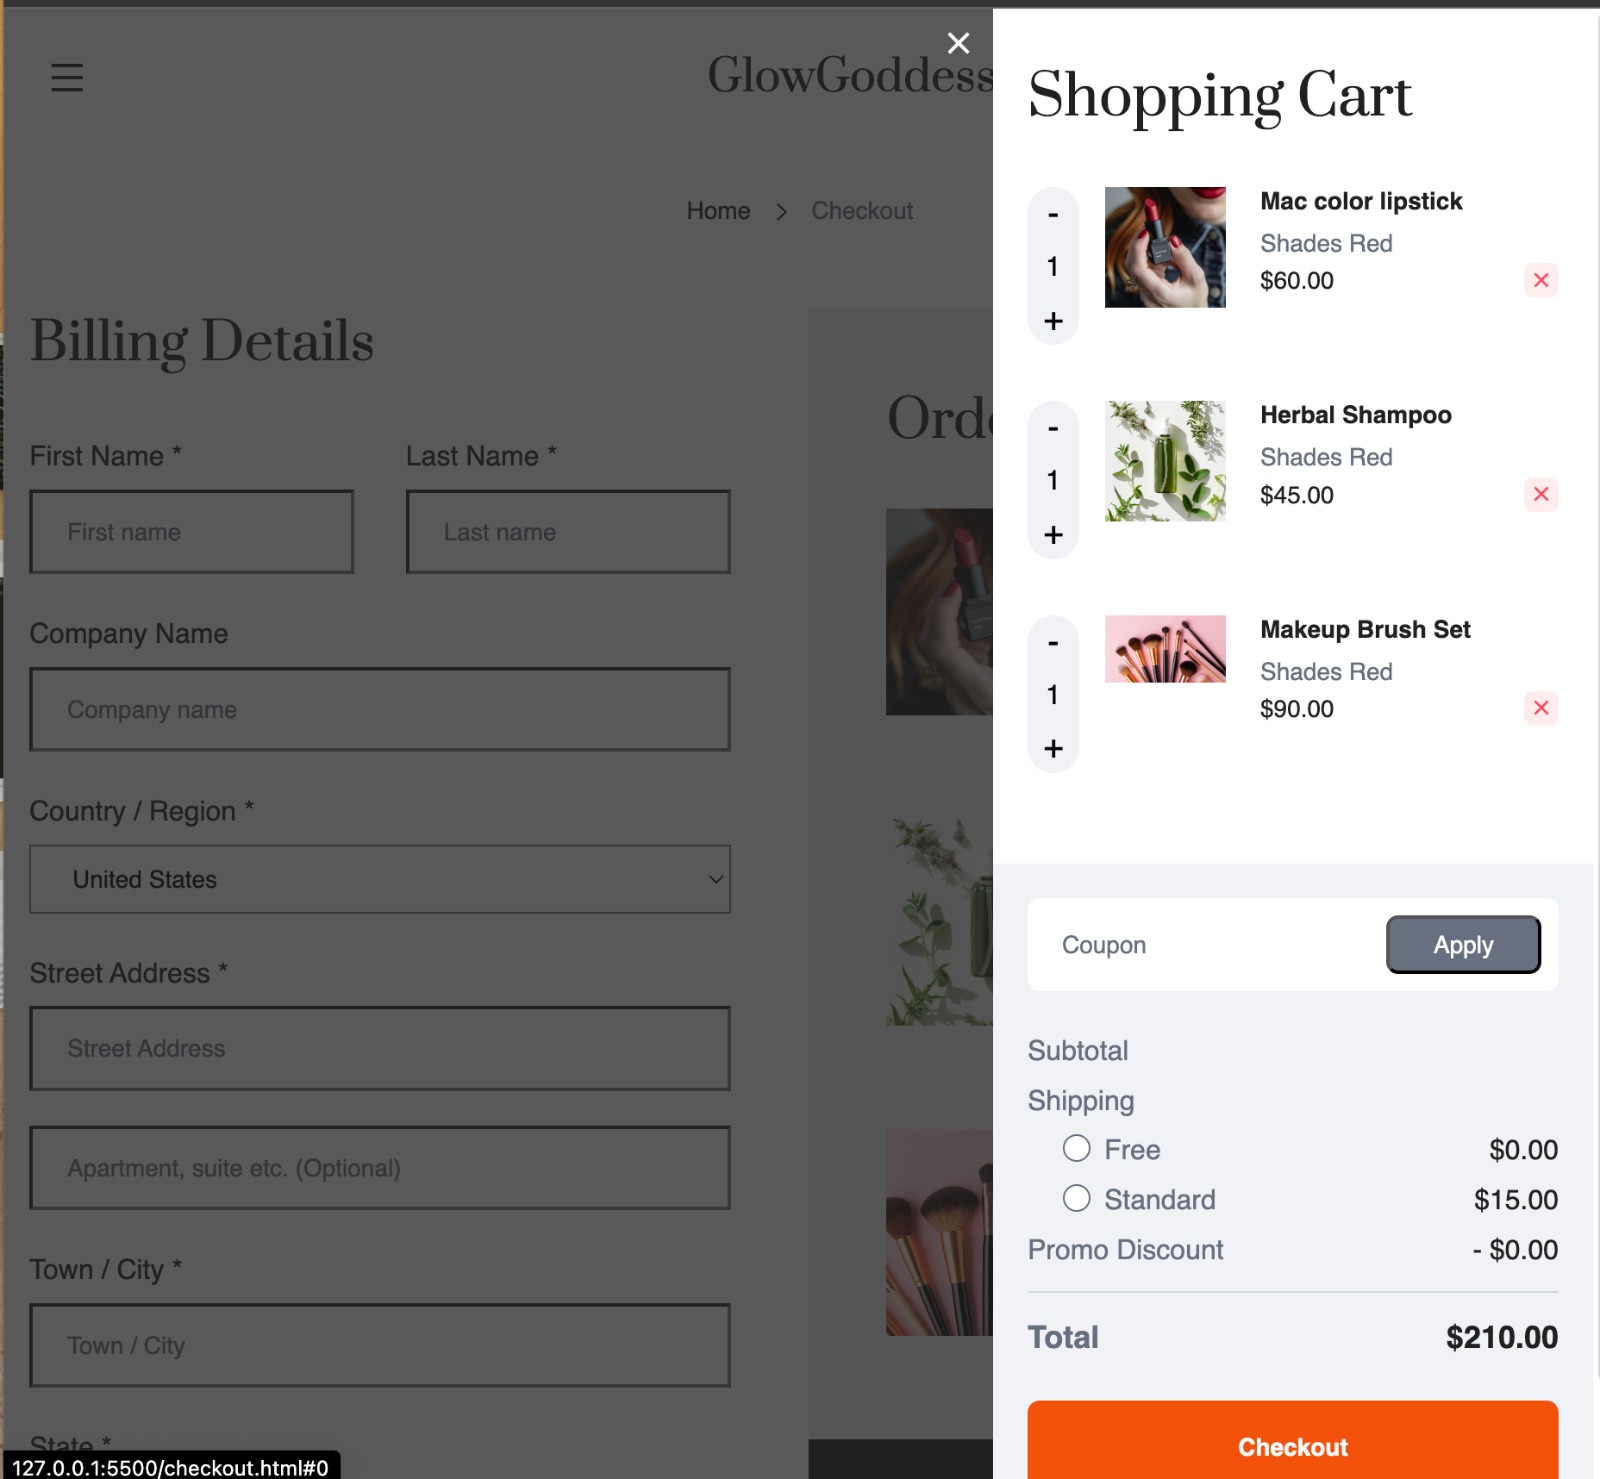 GlowGoddess
Home > Checkout
Billing Details
First Name *
Last Name *
First name
Last name
Company Name
Company name
Country / Region *
United States
Street Address *
Street Address
Apartment, suite etc. (Optional)
Town / City *
Town / City
State *
127.0.0.1:5500/checkout.html#0
Shopping Cart
-
1
+
Mac color lipstick
Shades Red
$60.00
-
1
+
Herbal Shampoo
Shades Red
$45.00
-
1
+
Makeup Brush Set
Shades Red
$90.00
Coupon
Apply
Subtotal
Shipping
Free $0.00
Standard $15.00
Promo Discount - $0.00
Total $210.00
Checkout